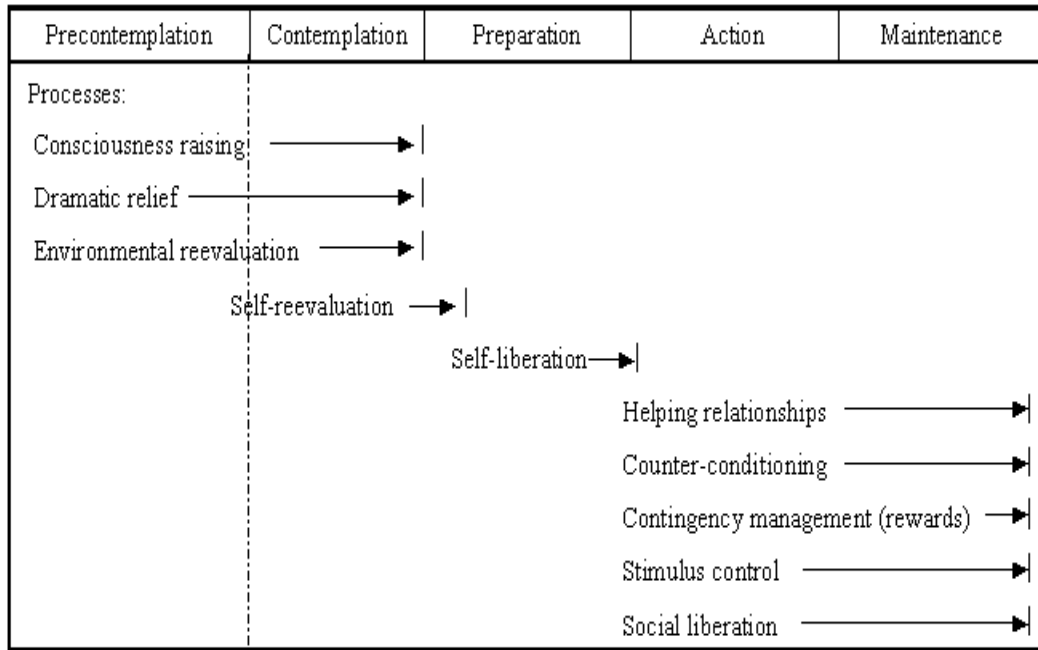 Precontemplation Contemplation Preparation Action Maintenance
Processes:
Consciousness raising
Dramatic relief
Environmental reevaluation
Self-reevaluation
Self-liberation
Helping relationships
Counter-conditioning
Contingency management (rewards)
Stimulus control
Social liberation